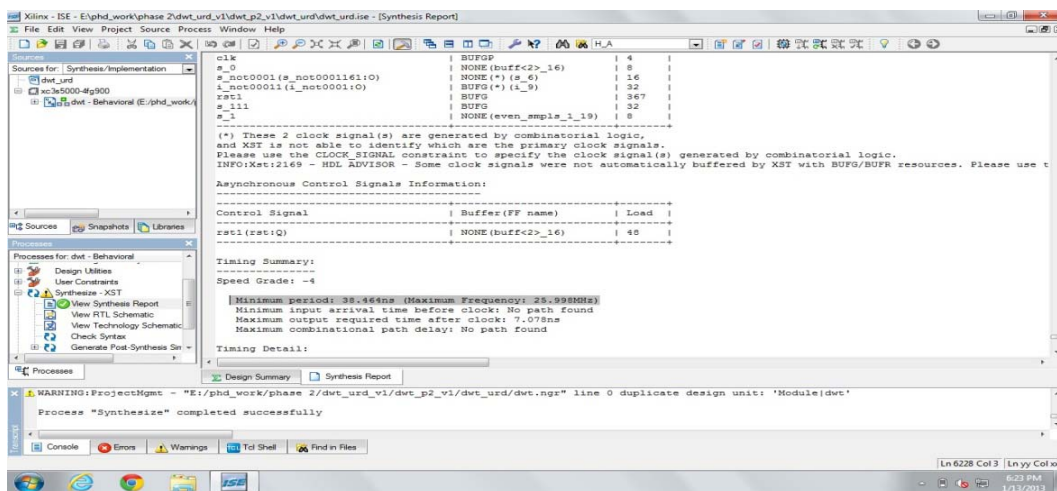 Xilinx - ISE - E:\phd_work\phase 2\dwt_urd_v1\dwt_p2_v1\dwt_urd\dwt_urd.ise - [Synthesis Report]
File Edit View Project Source Process Window Help
H_A
Sources
Sources for: Synthesis/Implementation
dwt_urd
xc3s5000-4fg900
dwt - Behavioral (E:/phd_work/
Sources Snapshots Libraries
Processes
Processes for: dwt - Behavioral
Design Utilities
User Constraints
Synthesize - XST
View Synthesis Report
View RTL Schematic
View Technology Schematic
Check Syntax
Generate Post-Synthesis Sim
Processes
clk | BUFGP | 4 |
s_0 | NONE(buff<2>_16) | 8 |
s_not0001(s_not0001161:O) | NONE(*)(s_6) | 16 |
i_not00011(i_not0001:O) | BUFG(*)(i_9) | 32 |
rst1 | BUFG | 367 |
s_111 | BUFG | 32 |
s_1 | NONE(even_smpls_1_19) | 8 |
(*) These 2 clock signal(s) are generated by combinatorial logic,
and XST is not able to identify which are the primary clock signals.
Please use the CLOCK_SIGNAL constraint to specify the clock signal(s) generated by combinatorial logic.
INFO:Xst:2169 - HDL ADVISOR - Some clock signals were not automatically buffered by XST with BUFG/BUFR resources. Please use t
Asynchronous Control Signals Information:
Control Signal | Buffer(FF name) | Load |
rst1(rst:Q) | NONE(buff<2>_16) | 48 |
Timing Summary:
Speed Grade: -4
Minimum period: 38.464ns (Maximum Frequency: 25.998MHz)
Minimum input arrival time before clock: No path found
Maximum output required time after clock: 7.078ns
Maximum combinational path delay: No path found
Timing Detail:
Design Summary Synthesis Report
WARNING:ProjectMgmt - "E:/phd_work/phase 2/dwt_urd_v1/dwt_p2_v1/dwt_urd/dwt.ngr" line 0 duplicate design unit: 'Module|dwt'
Process "Synthesize" completed successfully
Transcript
Console Errors Warnings Tcl Shell Find in Files
Ln 6228 Col 3 Ln yy Col xx
ISE
6:23 PM
1/13/2013